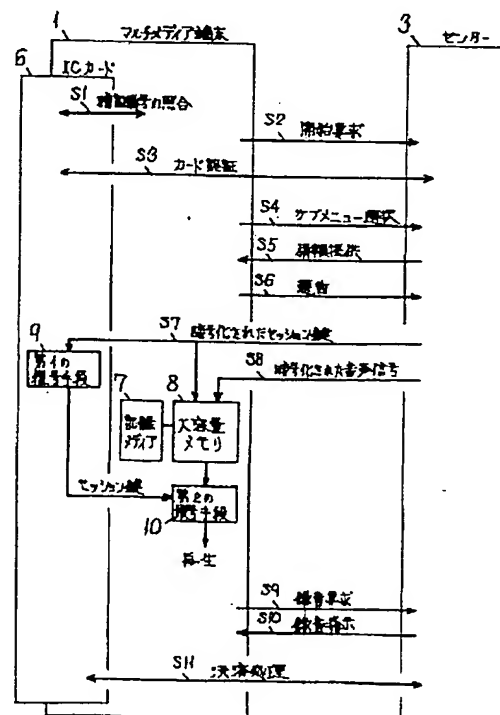 1
マルチメディア端末
3
センター
6
ICカード
S1
暗証番号の照合
S2
開始要求
S3
カード認証
S4
サブメニュー
S5
情報提供
S6
S7
暗号化されたセッション鍵
9
第1の
復号手段
S8
暗号化された音声信号
7
8
記録
メディア
大容量
メモリ
セッション鍵
第2の
復号手段
10
再生
S9
録音要求
S10
録音指示
S11
決済処理